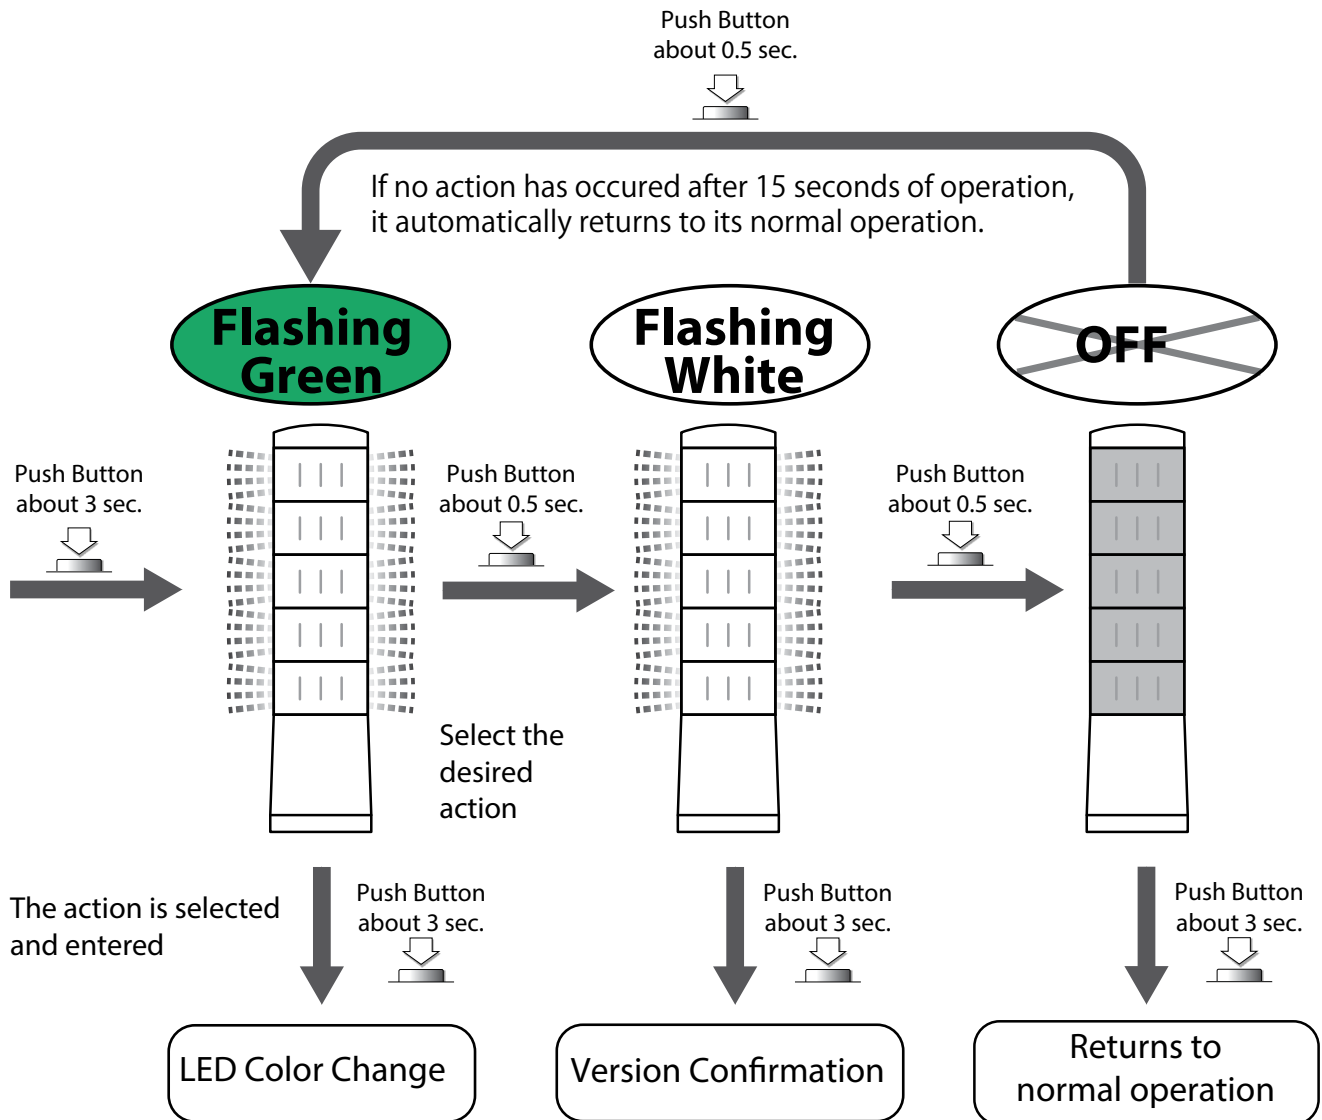 Push Button
about 0.5 sec.
If no action has occured after 15 seconds of operation,
it automatically returns to its normal operation.
Flashing
Green
Flashing
White
OFF
Push Button
about 3 sec.
Push Button
about 0.5 sec.
Push Button
about 0.5 sec.
Select the
desired
action
The action is selected
and entered
Push Button
about 3 sec.
Push Button
about 3 sec.
Push Button
about 3 sec.
LED Color Change
Version Confirmation
Returns to
normal operation